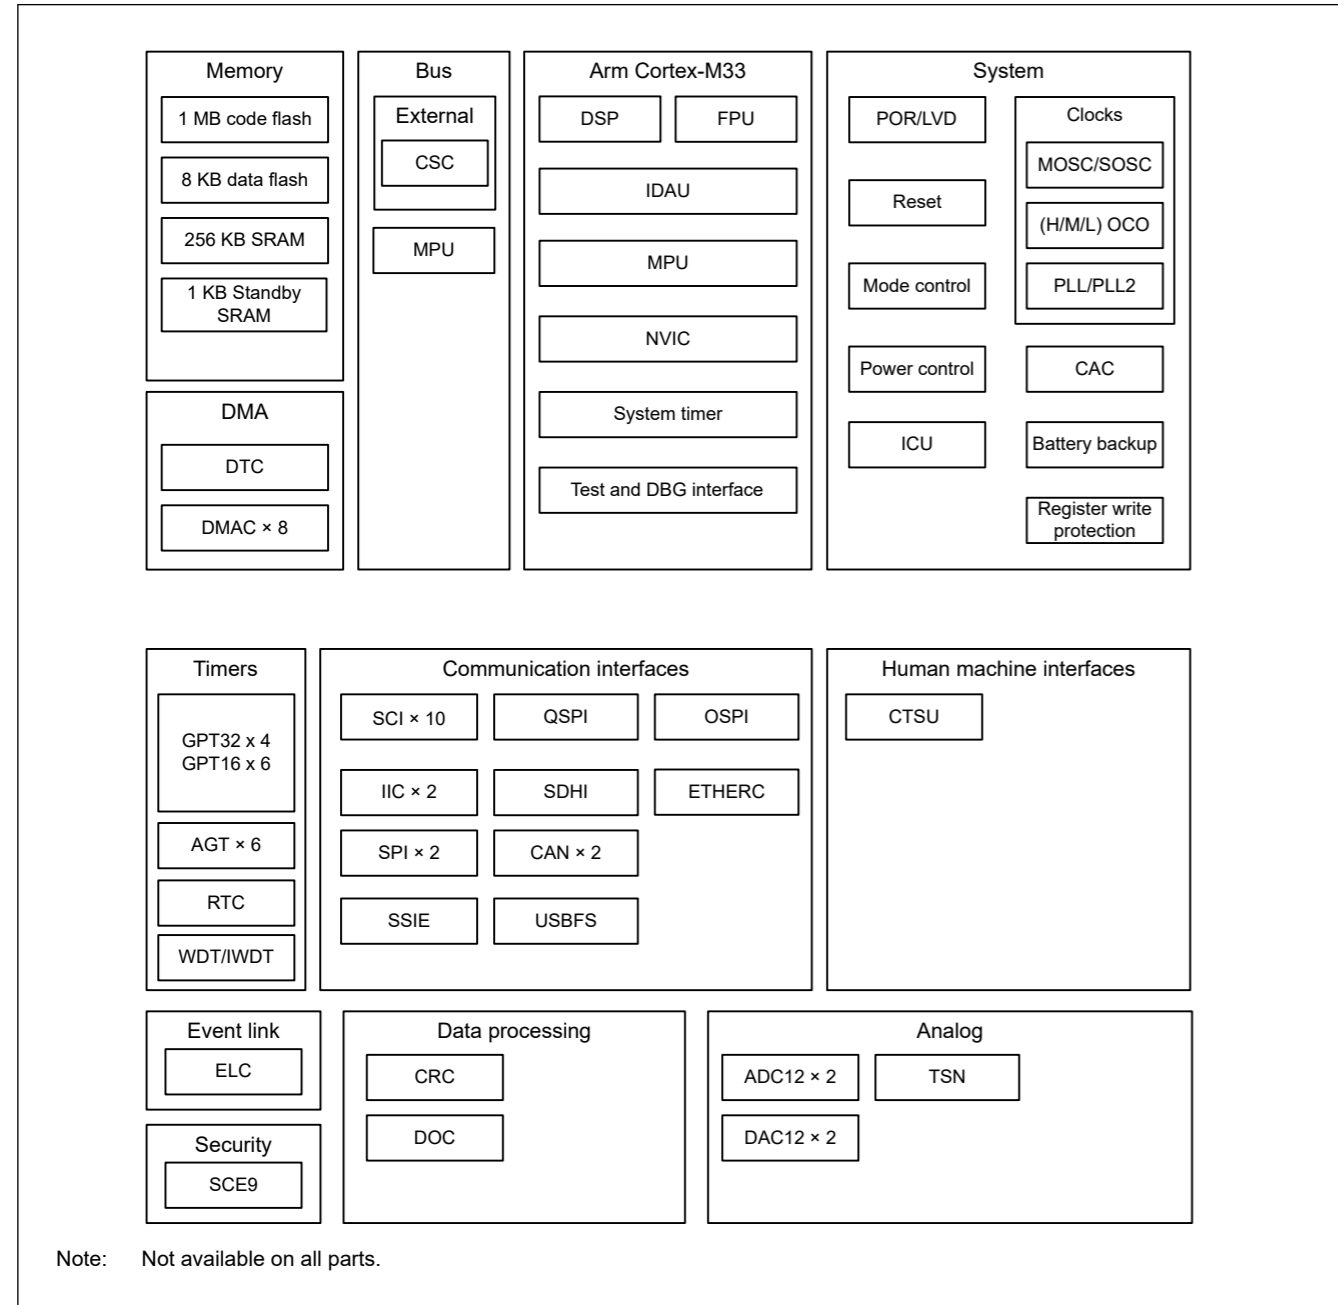 Memory
1 MB code flash
8 KB data flash
256 KB SRAM
1 KB Standby
SRAM
DMA
DTC
DMAC × 8
Bus
External
CSC
MPU
Arm Cortex-M33
DSP
FPU
IDAU
MPU
NVIC
System timer
Test and DBG interface
System
POR/LVD
Reset
Mode control
Power control
ICU
Clocks
MOSC/SOSC
(H/M/L) OCO
PLL/PLL2
CAC
Battery backup
Register write
protection
Timers
GPT32 x 4
GPT16 x 6
AGT × 6
RTC
WDT/IWDT
Communication interfaces
SCI × 10
QSPI
OSPI
IIC × 2
SDHI
ETHERC
SPI × 2
CAN × 2
SSIE
USBFS
Human machine interfaces
CTSU
Event link
ELC
Security
SCE9
Data processing
CRC
DOC
Analog
ADC12 × 2
TSN
DAC12 × 2
Note: Not available on all parts.